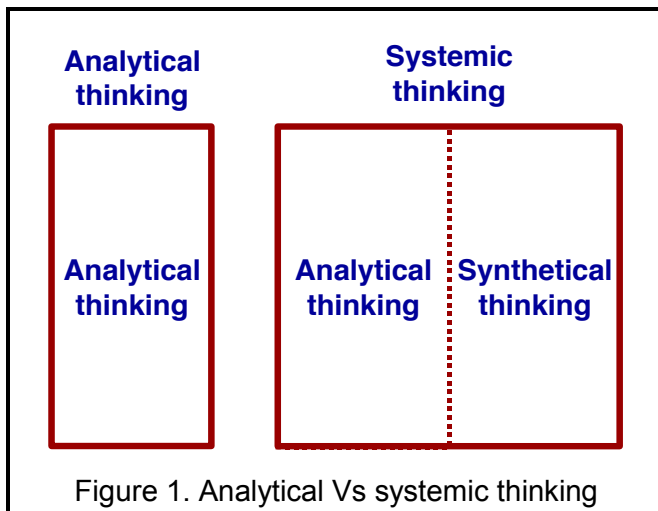 Analytical
thinking
Systemic
thinking
Analytical
thinking
Analytical
thinking
Synthetical
thinking
Figure 1. Analytical Vs systemic thinking